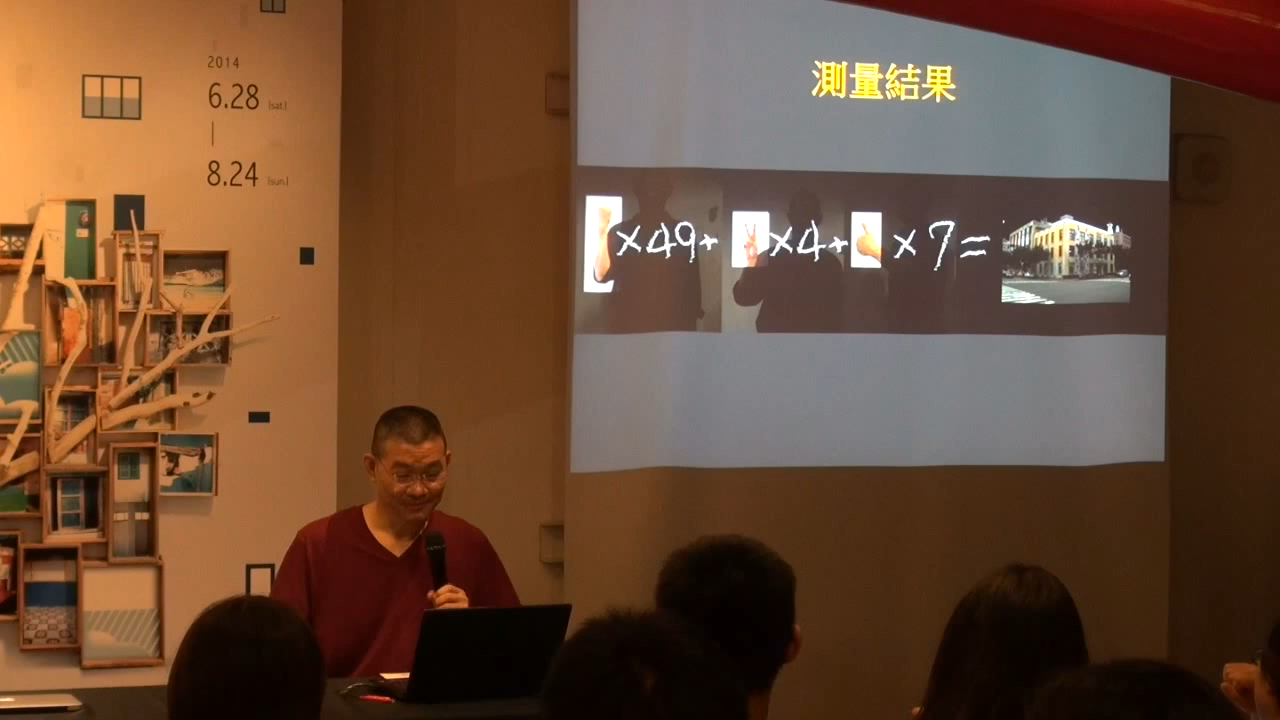 2014
6.28 (sat.)
8.24 (sun.)
測量結果
×49+ ×4+ ×7=